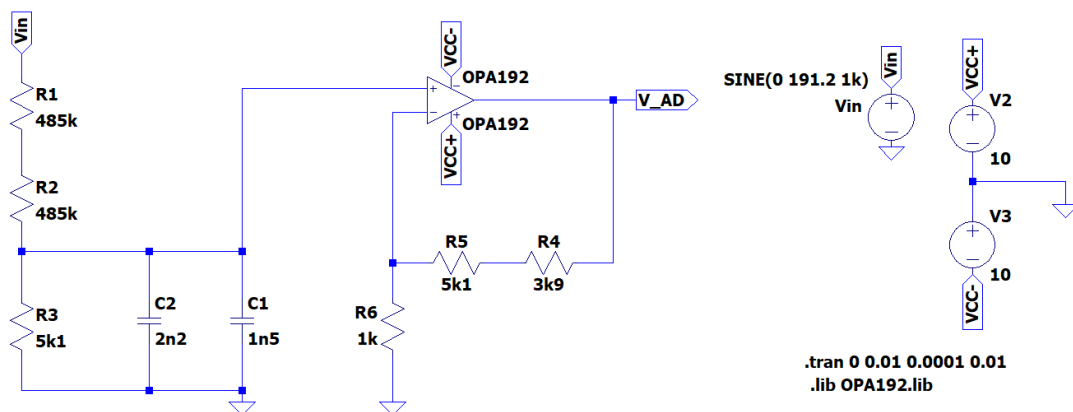 Vin
R1
485k
R2
485k
R3
5k1
C2
2n2
C1
1n5
VCC-
OPA192
+
-
-
+
OPA192
VCC+
V_AD
R5
5k1
R4
3k9
R6
1k
SINE(0 191.2 1k)
Vin
Vin
+
-
VCC+
V2
+
-
10
V3
+
-
10
VCC-
.tran 0 0.01 0.0001 0.01
.lib OPA192.lib